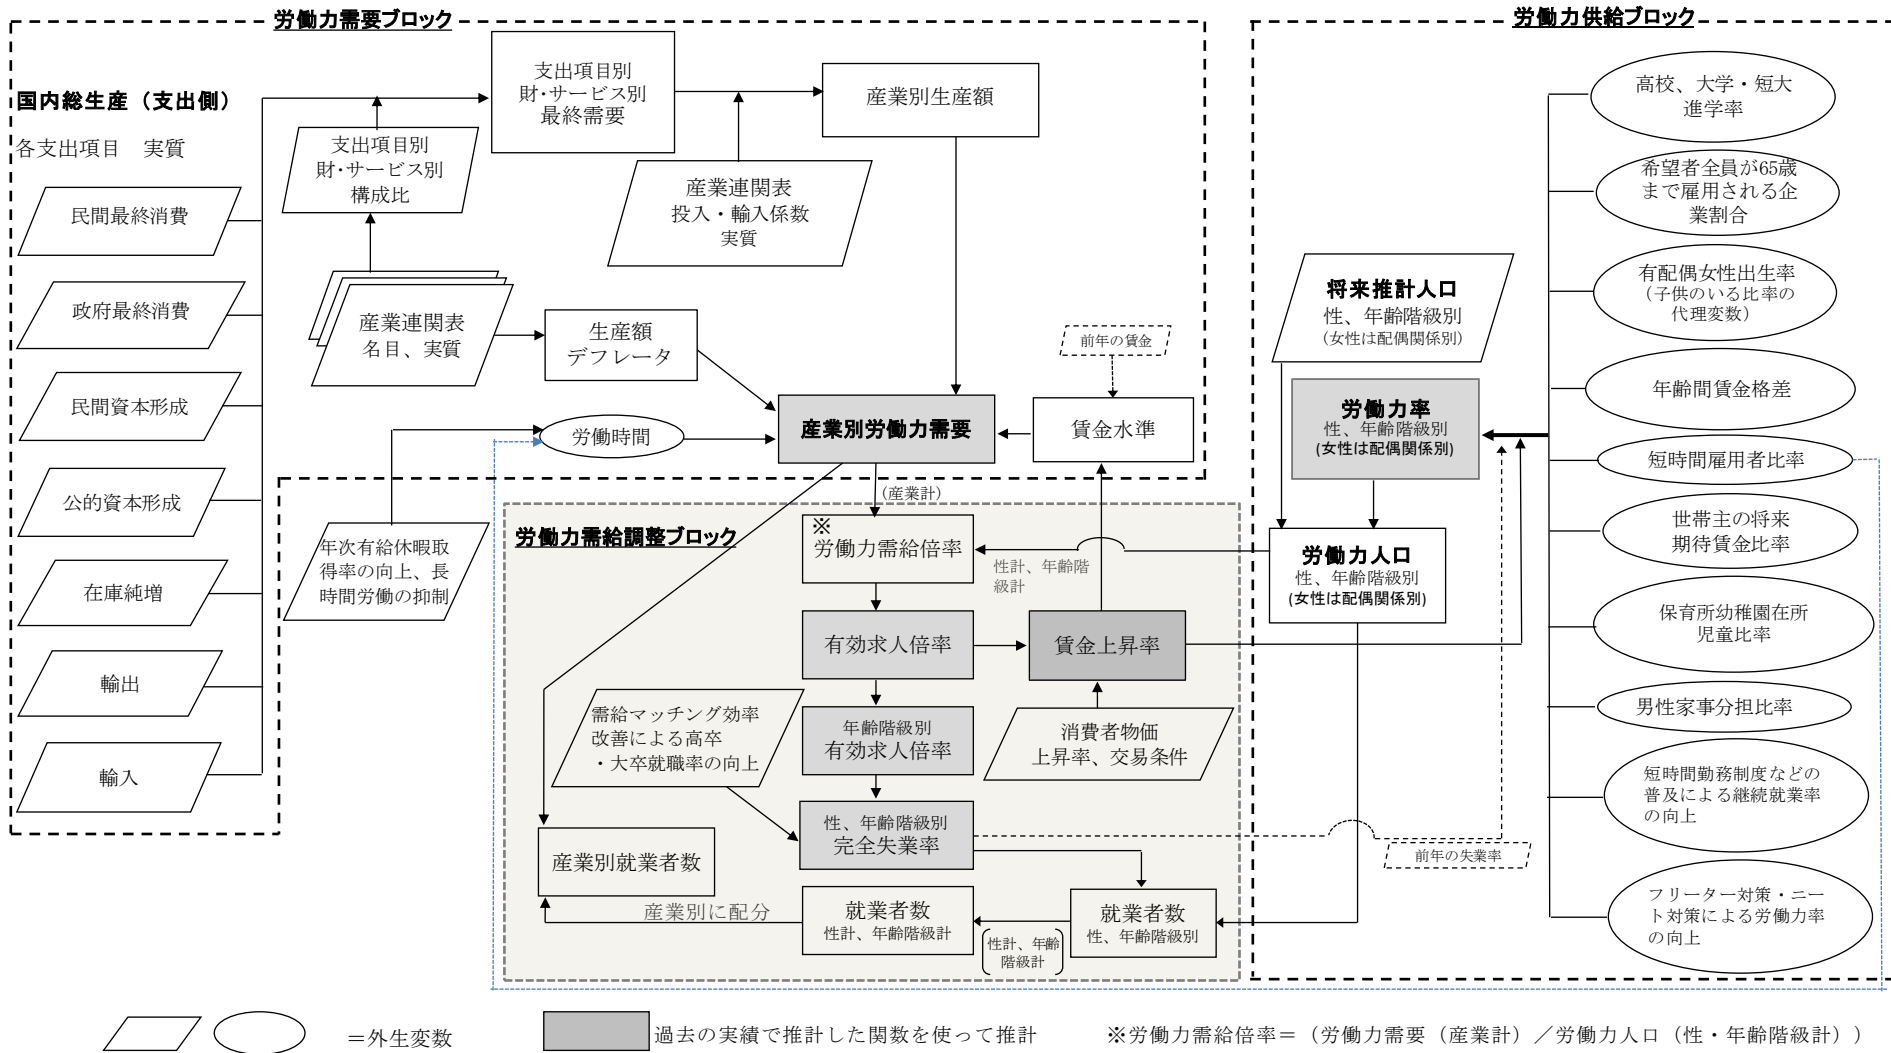 労働力需要ブロック
国内総生産（支出側）
各支出項目　実質
民間最終消費
政府最終消費
民間資本形成
公的資本形成
在庫純増
輸出
輸入
支出項目別
財・サービス別
構成比
支出項目別
財・サービス別
最終需要
産業別生産額
産業連関表
投入・輸入係数
実質
産業連関表
名目、実質
生産額
デフレータ
前年の賃金
労働時間
産業別労働力需要
賃金水準
年次有給休暇取
得率の向上、長
時間労働の抑制
労働力需給調整ブロック
（産業計）
※
労働力需給倍率
性計、年齢階
級計
有効求人倍率
賃金上昇率
需給マッチング効率
改善による高卒
・大卒就職率の向上
年齢階級別
有効求人倍率
消費者物価
上昇率、交易条件
性、年齢階級別
完全失業率
産業別就業者数
産業別に配分
就業者数
性計、年齢階級計
性計、年齢
階級計
就業者数
性、年齢階級別
労働力供給ブロック
将来推計人口
性、年齢階級別
（女性は配偶関係別）
労働力率
性、年齢階級別
(女性は配偶関係別)
労働力人口
性、年齢階級別
(女性は配偶関係別)
前年の失業率
高校、大学・短大
進学率
希望者全員が65歳
まで雇用される企
業割合
有配偶女性出生率
（子供のいる比率の
代理変数）
年齢間賃金格差
短時間雇用者比率
世帯主の将来
期待賃金比率
保育所幼稚園在所
児童比率
男性家事分担比率
短時間勤務制度などの
普及による継続就業率
の向上
フリーター対策・ニー
ト対策による労働力率
の向上
＝外生変数
過去の実績で推計した関数を使って推計
※労働力需給倍率＝（労働力需要（産業計）／労働力人口（性・年齢階級計））